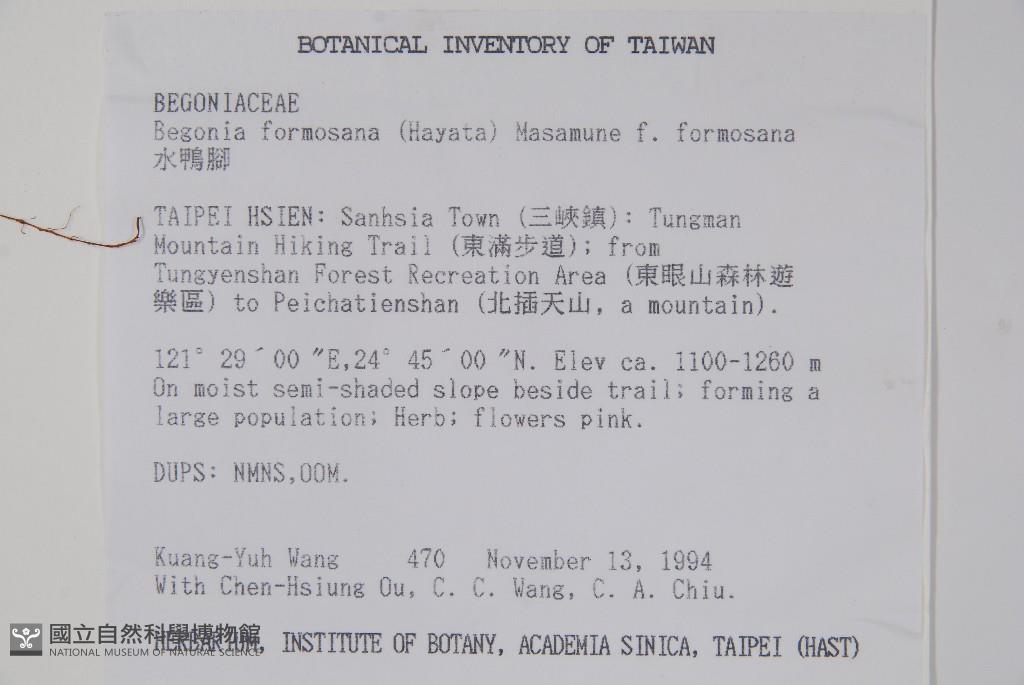 BOTANICAL INVENTORY OF TAIWAN
BEGONIACEAE
Begonia formosana (Hayata) Masamune f. formosana
水鴨腳
TAIPEI HSIEN: Sanhsia Town (三峽鎮): Tungman
Mountain Hiking Trail (東滿步道); from
Tungyenshan Forest Recreation Area (東眼山森林遊
樂區) to Peichatienshan (北插天山, a mountain).
121° 29´00 "E,24° 45´00 "N. Elev ca. 1100-1260 m
On moist semi-shaded slope beside trail; forming a
large population; Herb; flowers pink.
DUPS: NMNS,OOM.
Kuang-Yuh Wang 470 November 13, 1994
With Chen-Hsiung Ou, C. C. Wang, C. A. Chiu.
HERBARIUM, INSTITUTE OF BOTANY, ACADEMIA SINICA, TAIPEI (HAST)
國立自然科學博物館
NATIONAL MUSEUM OF NATURAL SCIENCE